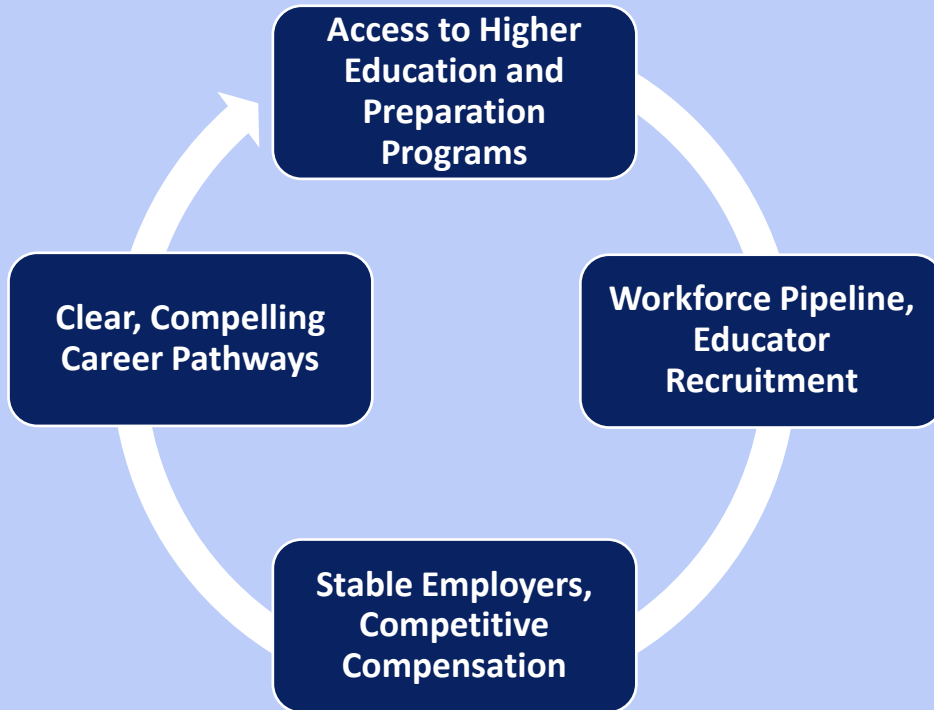 Access to Higher
Education and
Preparation
Programs
Workforce Pipeline,
Educator
Recruitment
Stable Employers,
Competitive
Compensation
Clear, Compelling
Career Pathways